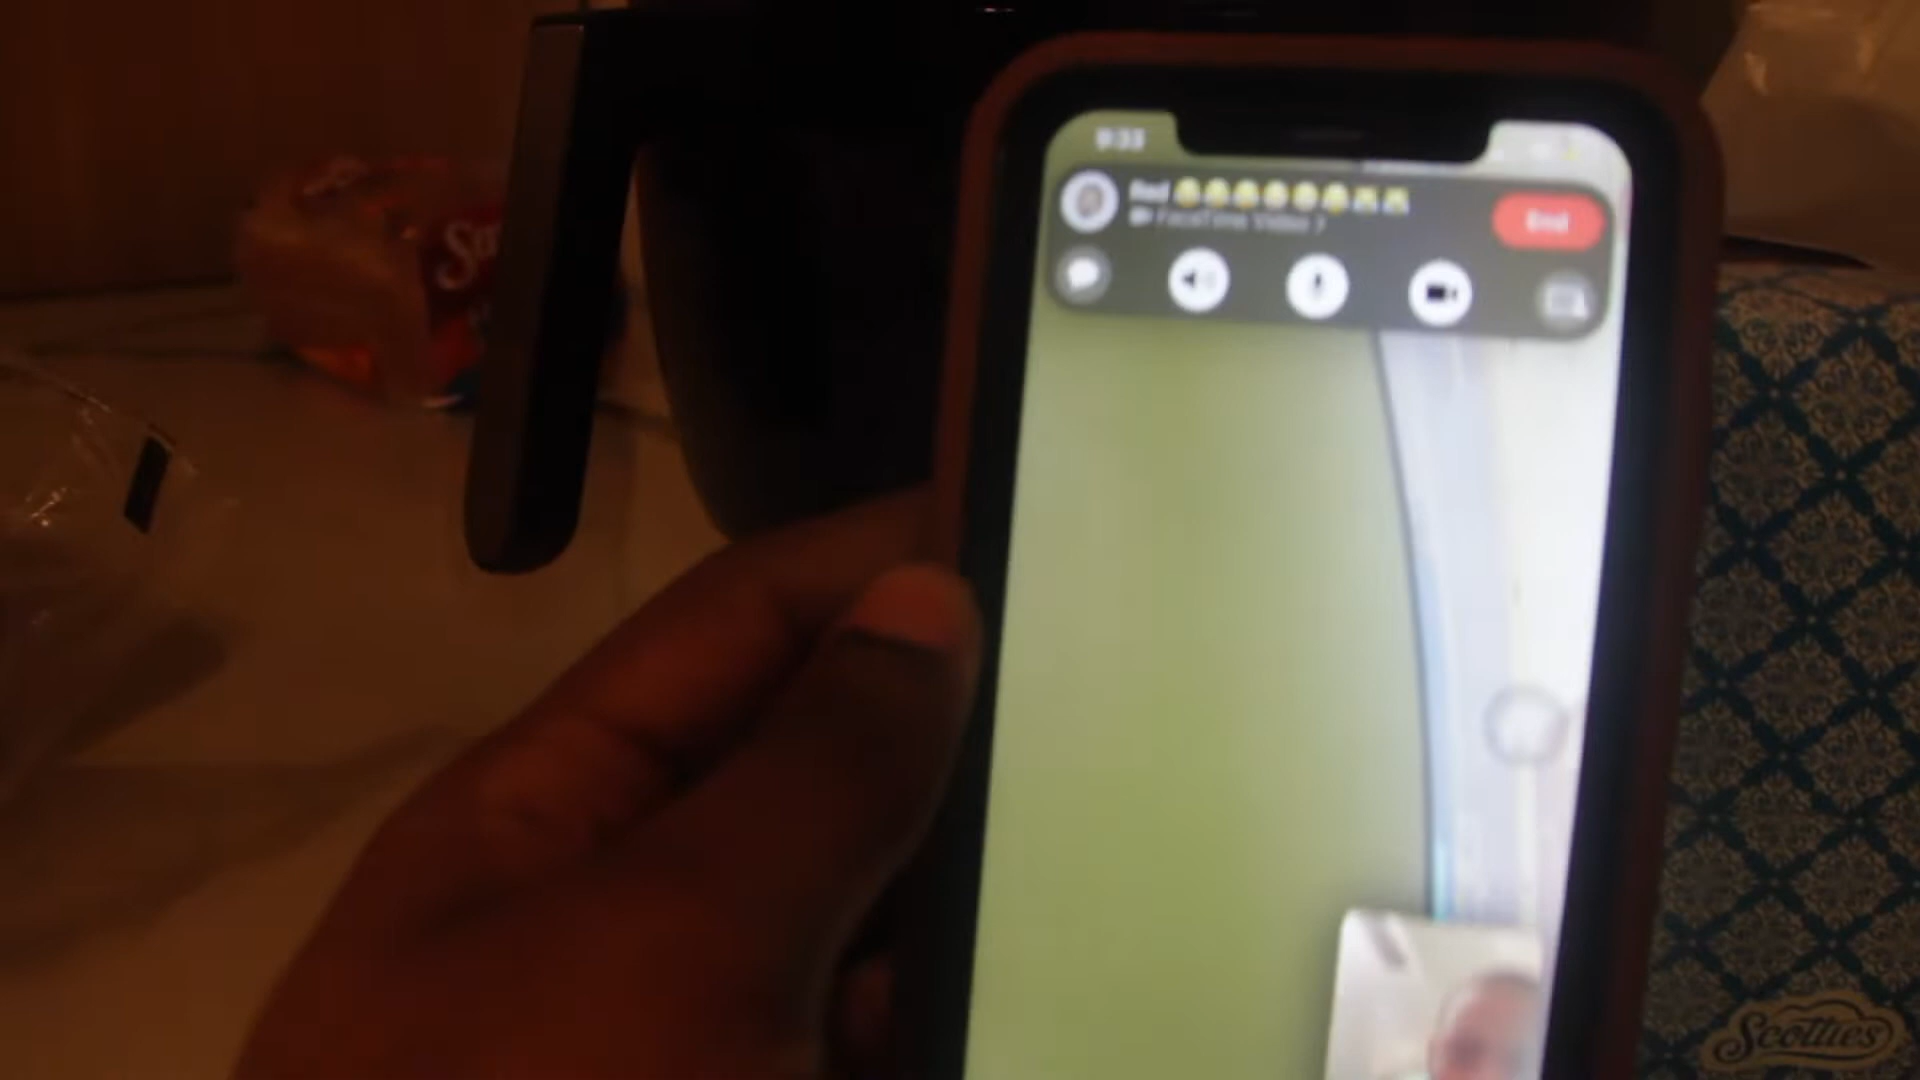 9:33
Dad 😂😂😂😂😂😂
FaceTime Video >
End
Scotties